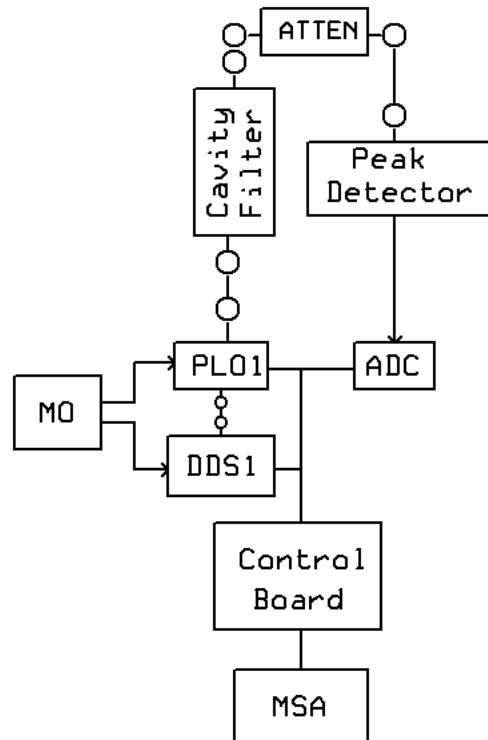 ATTEN
Cavity
Filter
Peak
Detector
PLO1
ADC
MO
DDS1
Control
Board
MSA